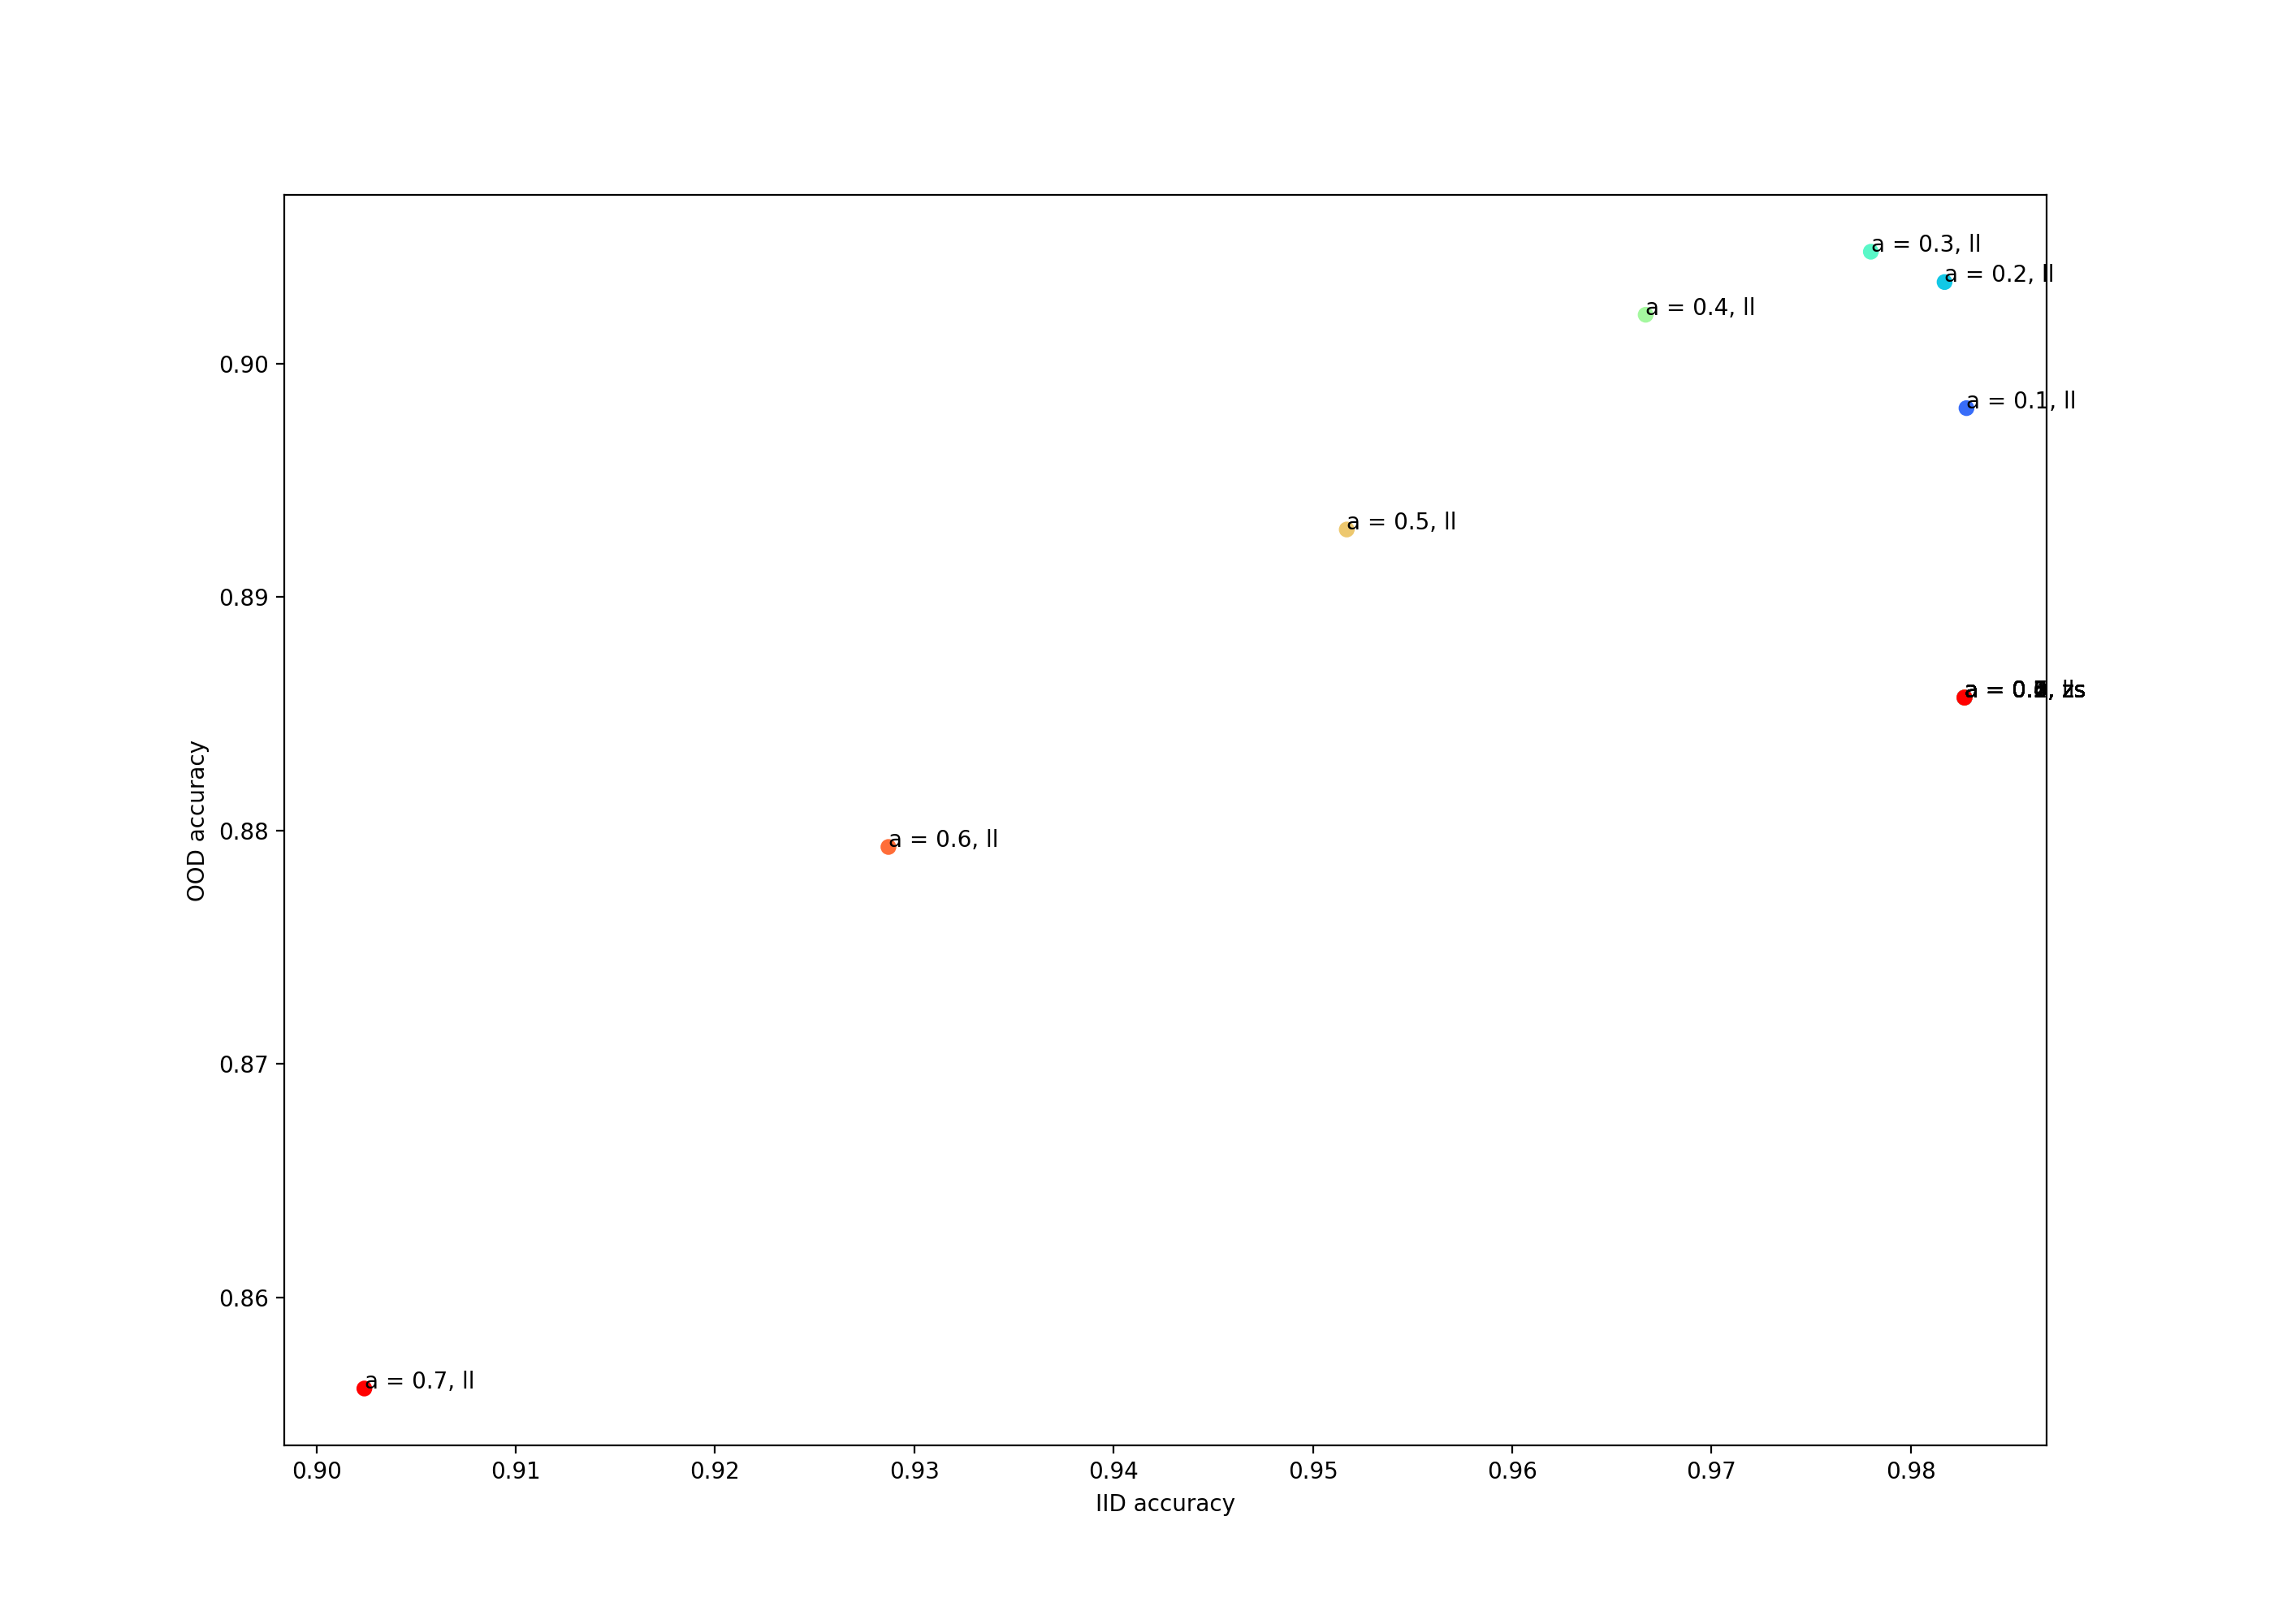 a = 0.3, ll
a = 0.2, ll
a = 0.4, ll
0.90
a = 0.1, ll
a = 0.5, ll
0.89
OOD accuracy
0.88
a = 0.6, ll
0.87
0.86
a = 0.7, ll
0.90 0.91 0.92 0.93 0.94 0.95 0.96 0.97 0.98
IID accuracy